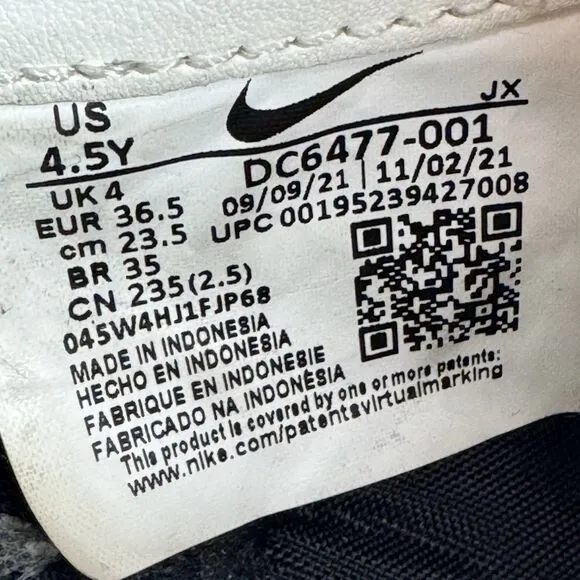 US
4.5Y
JX
DC6477-001
09/09/21 | 11/02/21
UPC 00195239427008
UK 4
EUR 36.5
cm 23.5
BR 35
CN 235(2.5)
045W4HJ1FJP68
MADE IN INDONESIA
HECHO EN INDONESIA
FABRIQUE EN INDONESIE
FABRICADO NA INDONÉSIA
This product is covered by one or more patents:
www.nike.com/patentsvirtualmarking